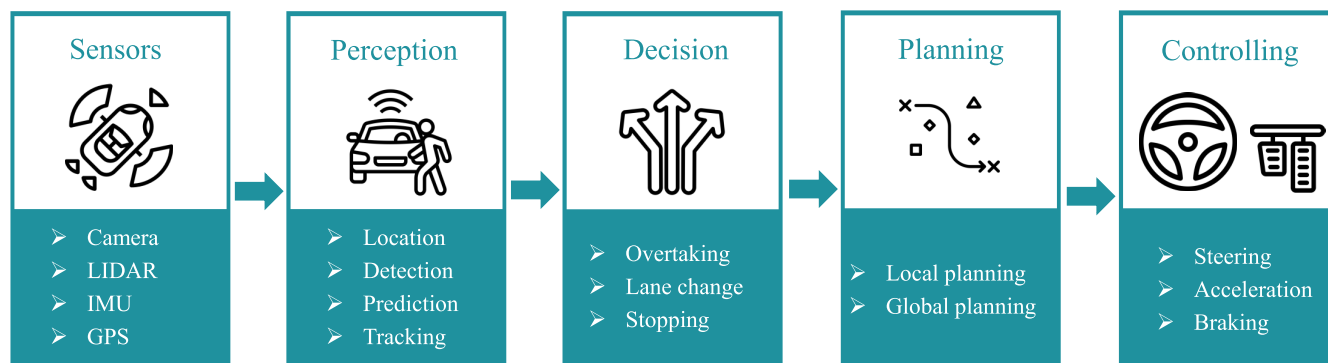 Sensors
Camera
LIDAR
IMU
GPS
Perception
Location
Detection
Prediction
Tracking
Decision
Overtaking
Lane change
Stopping
Planning
Local planning
Global planning
Controlling
Steering
Acceleration
Braking